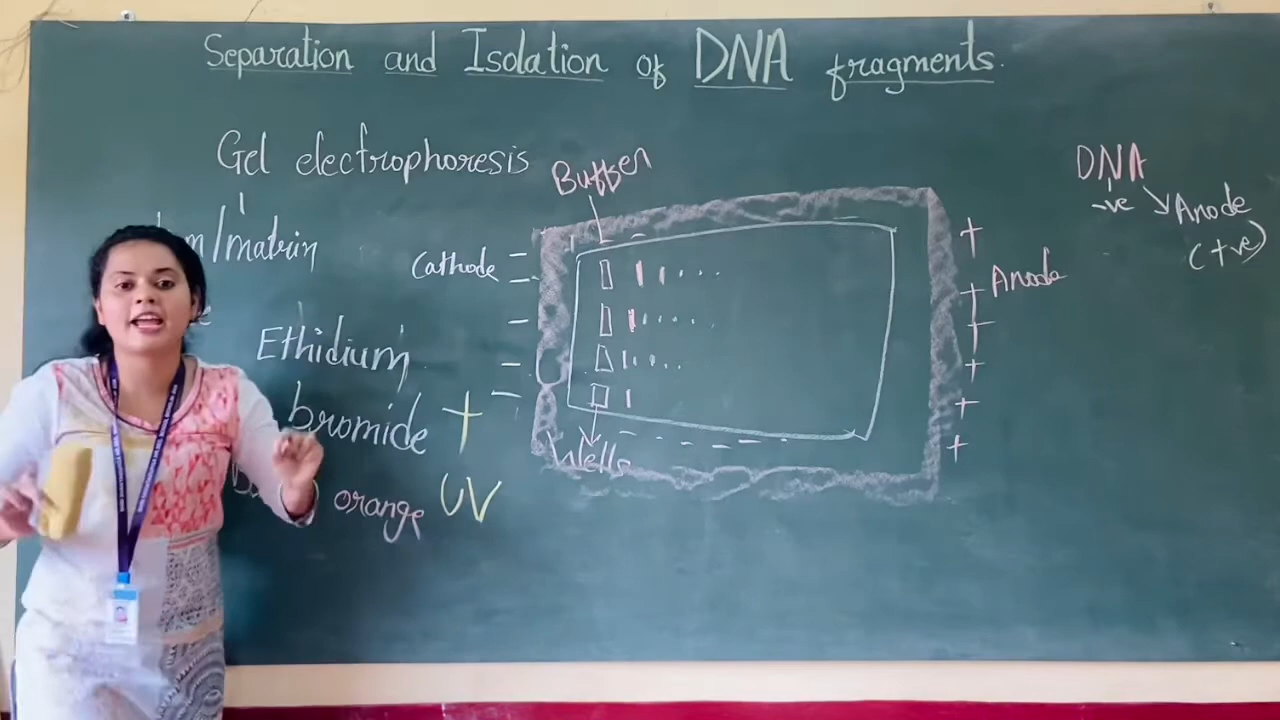 Separation and Isolation of DNA fragments.
Gel electrophoresis
Buffer
DNA
-ve
Anode
(+ve)
Cathode
Anode
Ethidium
bromide +
orange UV
Wells